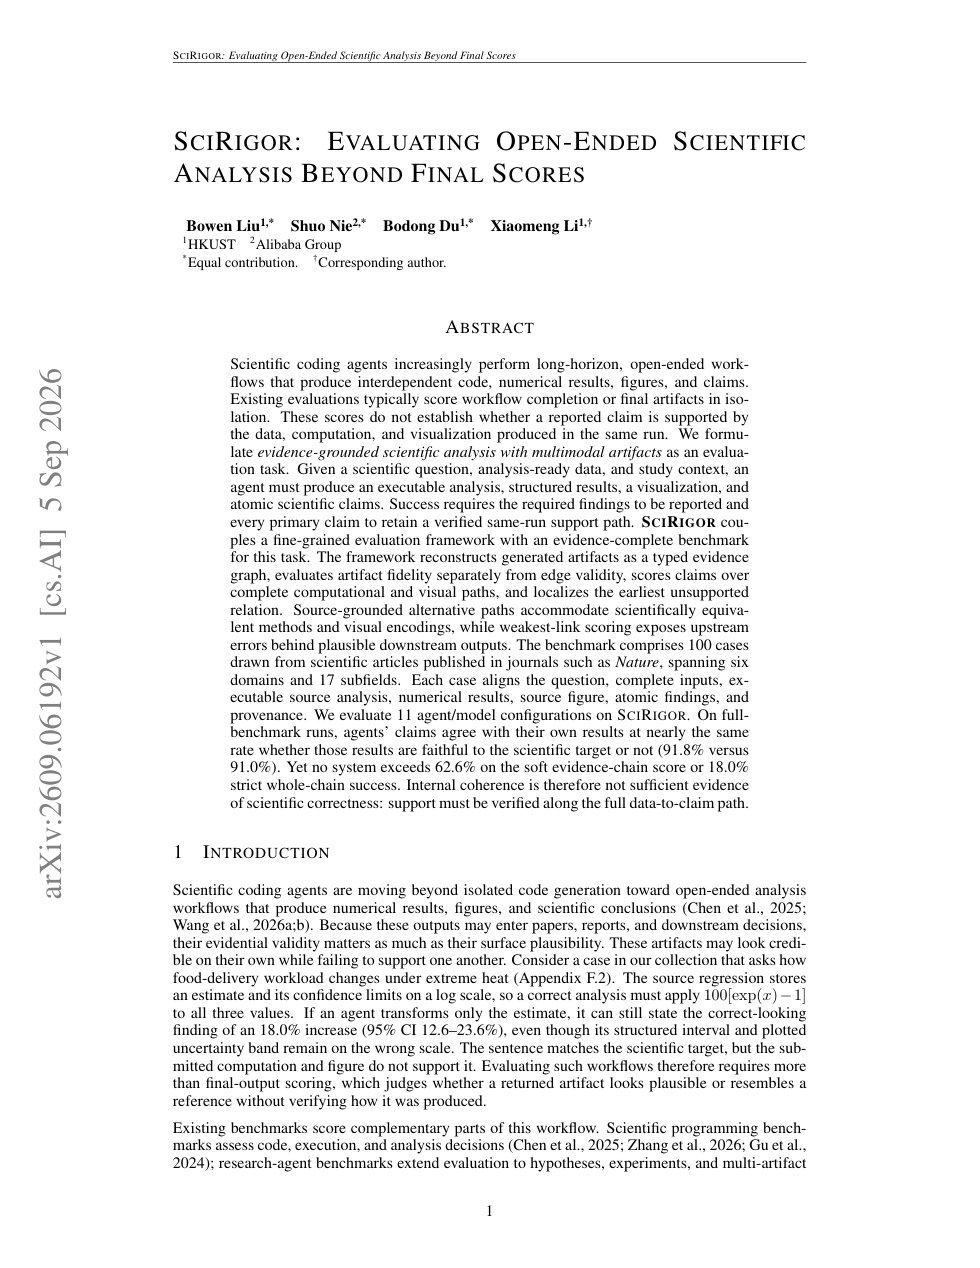 SCIRIGOR: Evaluating Open-Ended Scientific Analysis Beyond Final Scores
SCIRIGOR: EVALUATING OPEN-ENDED SCIENTIFIC
ANALYSIS BEYOND FINAL SCORES
Bowen Liu1,* Shuo Nie2,* Bodong Du1,* Xiaomeng Li1,†
1HKUST 2Alibaba Group
*Equal contribution. †Corresponding author.
ABSTRACT
Scientific coding agents increasingly perform long-horizon, open-ended work-
flows that produce interdependent code, numerical results, figures, and claims.
Existing evaluations typically score workflow completion or final artifacts in iso-
lation. These scores do not establish whether a reported claim is supported by
the data, computation, and visualization produced in the same run. We formu-
late evidence-grounded scientific analysis with multimodal artifacts as an evalua-
tion task. Given a scientific question, analysis-ready data, and study context, an
agent must produce an executable analysis, structured results, a visualization, and
atomic scientific claims. Success requires the required findings to be reported and
every primary claim to retain a verified same-run support path. SCIRIGOR cou-
ples a fine-grained evaluation framework with an evidence-complete benchmark
for this task. The framework reconstructs generated artifacts as a typed evidence
graph, evaluates artifact fidelity separately from edge validity, scores claims over
complete computational and visual paths, and localizes the earliest unsupported
relation. Source-grounded alternative paths accommodate scientifically equiva-
lent methods and visual encodings, while weakest-link scoring exposes upstream
errors behind plausible downstream outputs. The benchmark comprises 100 cases
drawn from scientific articles published in journals such as Nature, spanning six
domains and 17 subfields. Each case aligns the question, complete inputs, ex-
ecutable source analysis, numerical results, source figure, atomic findings, and
provenance. We evaluate 11 agent/model configurations on SCIRIGOR. On full-
benchmark runs, agents' claims agree with their own results at nearly the same
rate whether those results are faithful to the scientific target or not (91.8% versus
91.0%). Yet no system exceeds 62.6% on the soft evidence-chain score or 18.0%
strict whole-chain success. Internal coherence is therefore not sufficient evidence
of scientific correctness: support must be verified along the full data-to-claim path.
1 INTRODUCTION
Scientific coding agents are moving beyond isolated code generation toward open-ended analysis
workflows that produce numerical results, figures, and scientific conclusions (Chen et al., 2025;
Wang et al., 2026a;b). Because these outputs may enter papers, reports, and downstream decisions,
their evidential validity matters as much as their surface plausibility. These artifacts may look credi-
ble on their own while failing to support one another. Consider a case in our collection that asks how
food-delivery workload changes under extreme heat (Appendix F.2). The source regression stores
an estimate and its confidence limits on a log scale, so a correct analysis must apply 100[exp(x) − 1]
to all three values. If an agent transforms only the estimate, it can still state the correct-looking
finding of an 18.0% increase (95% CI 12.6–23.6%), even though its structured interval and plotted
uncertainty band remain on the wrong scale. The sentence matches the scientific target, but the sub-
mitted computation and figure do not support it. Evaluating such workflows therefore requires more
than final-output scoring, which judges whether a returned artifact looks plausible or resembles a
reference without verifying how it was produced.
Existing benchmarks score complementary parts of this workflow. Scientific programming bench-
marks assess code, execution, and analysis decisions (Chen et al., 2025; Zhang et al., 2026; Gu et al.,
2024); research-agent benchmarks extend evaluation to hypotheses, experiments, and multi-artifact
1
arXiv:2609.06192v1 [cs.AI] 5 Sep 2026